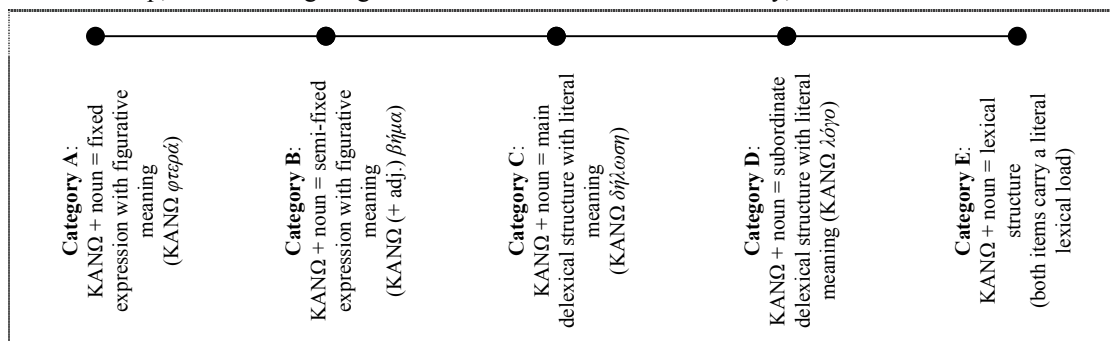 Category A:
ΚΑΝΩ + noun = fixed
expression with figurative
meaning
(ΚΑΝΩ φτερά)
Category B:
ΚΑΝΩ + noun = semi-fixed
expression with figurative
meaning
(ΚΑΝΩ (+ adj.) βήμα)
Category C:
ΚΑΝΩ + noun = main
delexical structure with literal
meaning
(ΚΑΝΩ δήλωση)
Category D:
ΚΑΝΩ + noun = subordinate
delexical structure with literal
meaning (ΚΑΝΩ λόγο)
Category E:
ΚΑΝΩ + noun = lexical
structure
(both items carry a literal
lexical load)